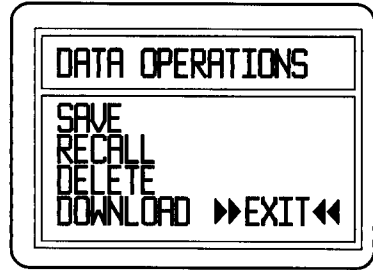 DATA OPERATIONS
SAVE
RECALL
DELETE
DOWNLOAD ▶▶EXIT◀◀